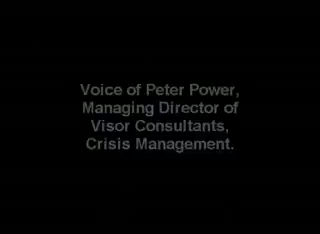 Voice of Peter Power,
Managing Director of
Visor Consultants,
Crisis Management.